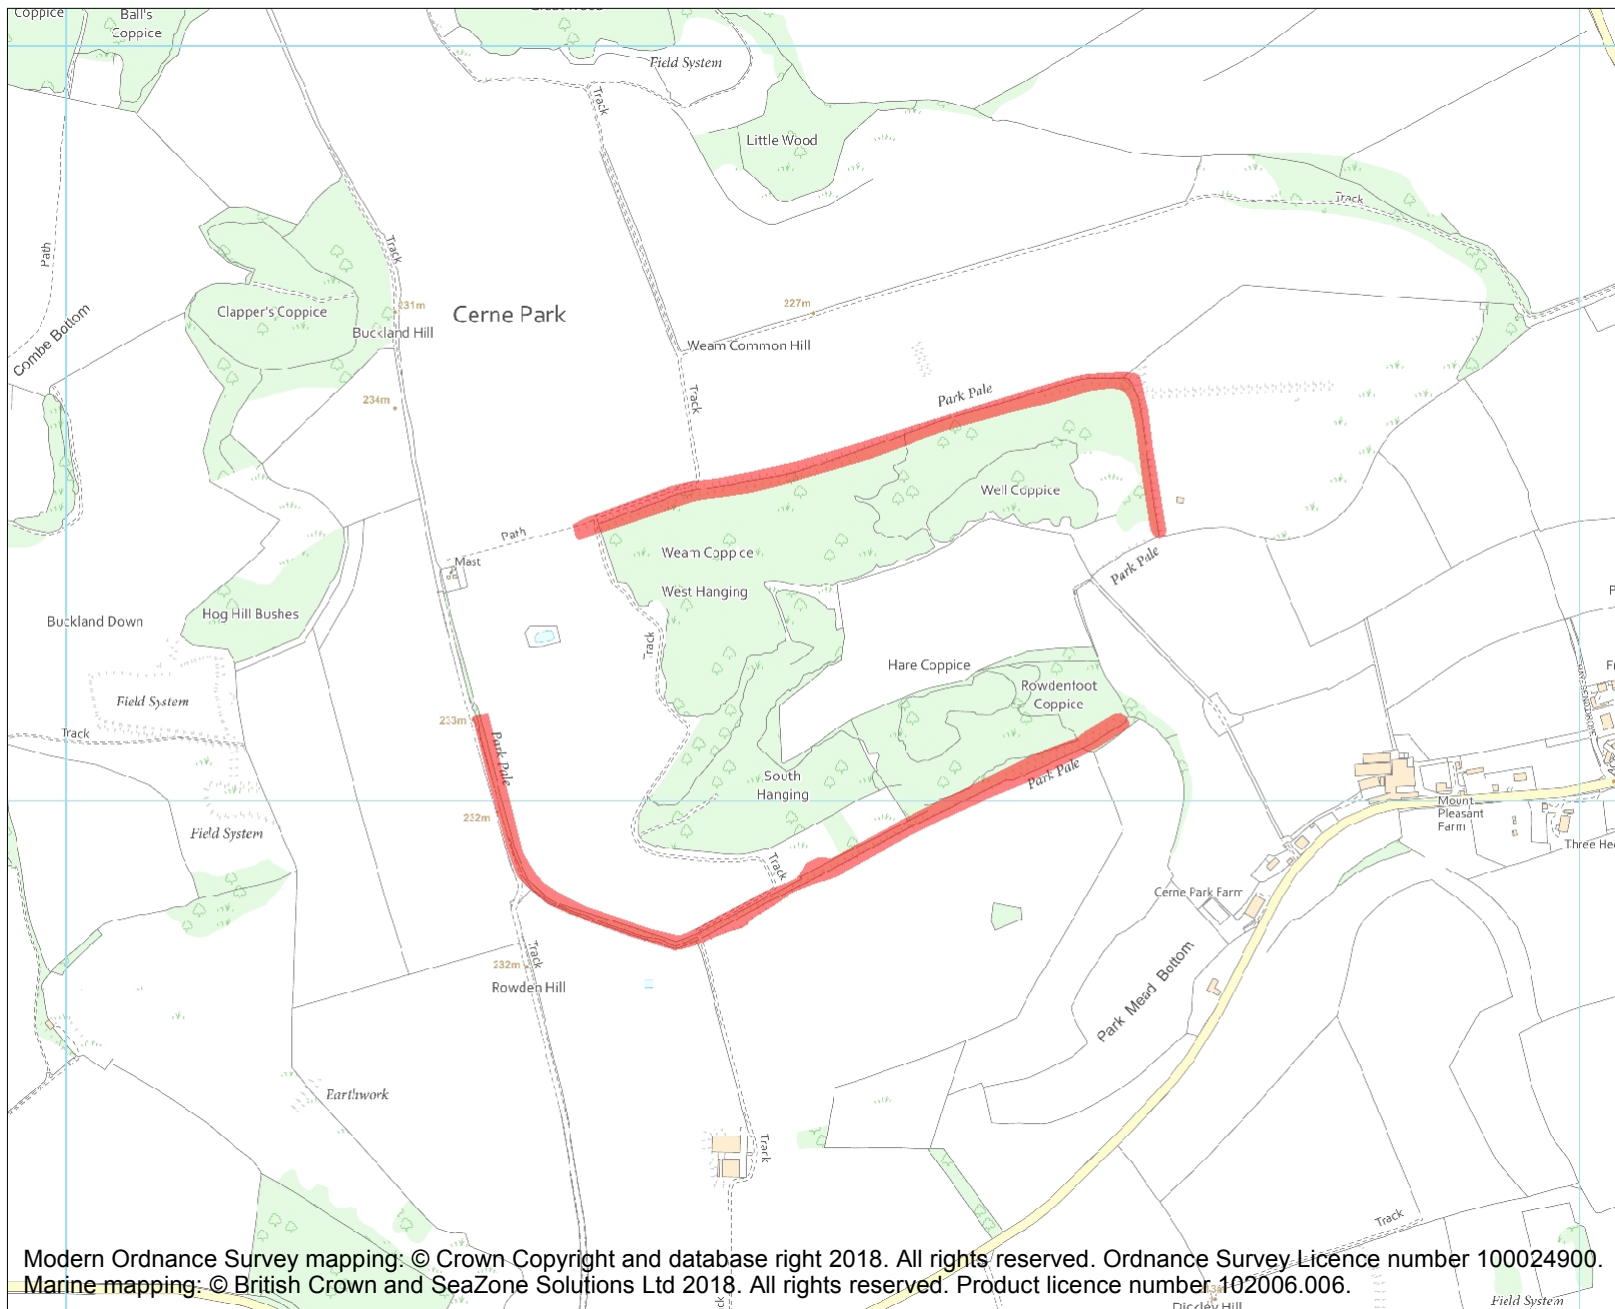 Coppice
Ball's
Coppice
Field System
Track
Little Wood
Track
Path
Track
Clapper's Coppice
231m
Cerne Park
227m
Buckland Hill
Weam Common Hill
Combe Bottom
234m
Track
Park Pale
Well Coppice
Path
Weam Coppice
Mast
Park Pale
West Hanging
Hog Hill Bushes
Buckland Down
Track
Hare Coppice
Rowdenfoot
Coppice
Field System
233m
Track
Park Pale
South
Hanging
Park Pale
232m
Field System
Mount
Pleasant
Farm
Track
Cerne Park Farm
Track
232m
Rowden Hill
Park Mead Bottom
Earthwork
Track
Track
Modern Ordnance Survey mapping: © Crown Copyright and database right 2018. All rights reserved. Ordnance Survey Licence number 100024900.
Marine mapping: © British Crown and SeaZone Solutions Ltd 2018. All rights reserved. Product licence number 102006.006.
Field System